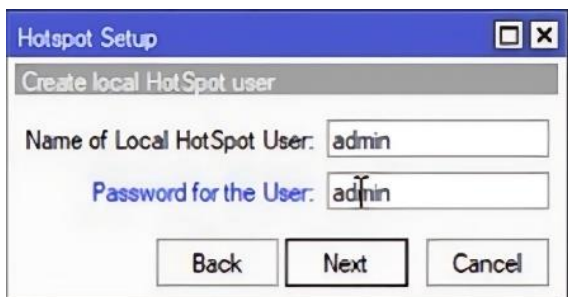 Hotspot Setup
Create local HotSpot user
Name of Local HotSpot User: admin
Password for the User: admin
Back Next Cancel